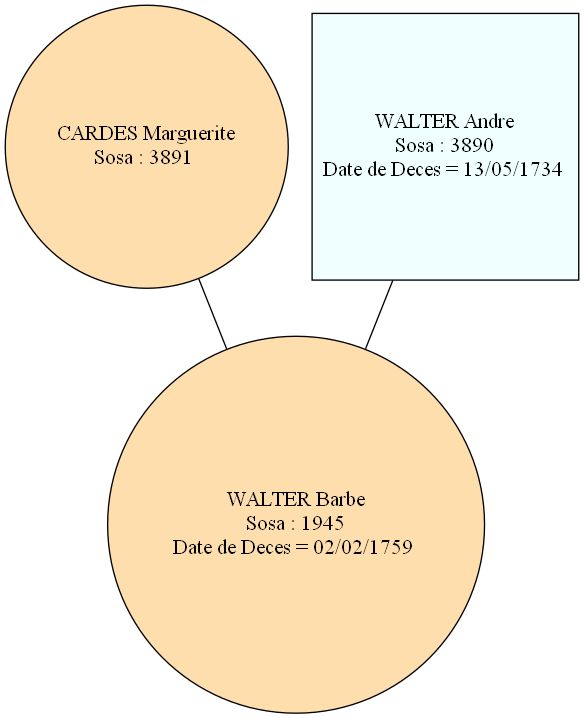 CARDES Marguerite
Sosa : 3891
WALTER Andre
Sosa : 3890
Date de Deces = 13/05/1734
WALTER Barbe
Sosa : 1945
Date de Deces = 02/02/1759